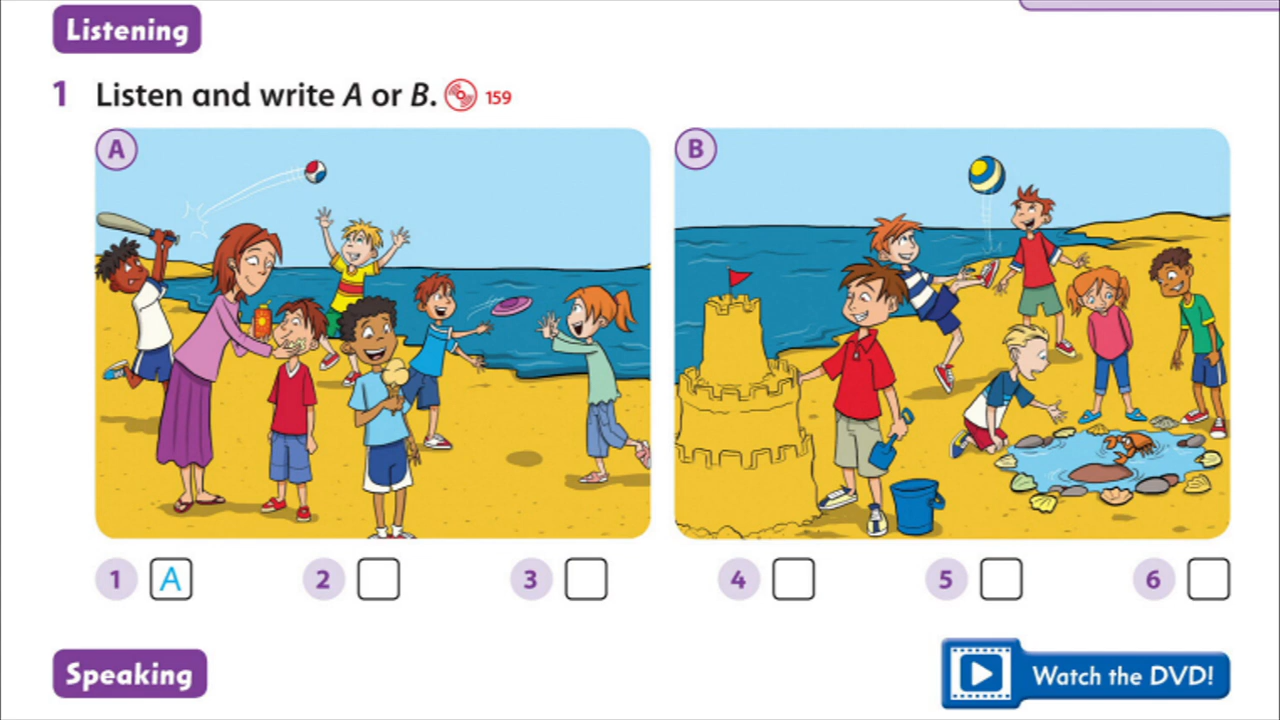 Listening
1 Listen and write A or B. 159
A B
1 A 2 3 4 5 6
Speaking
Watch the DVD!